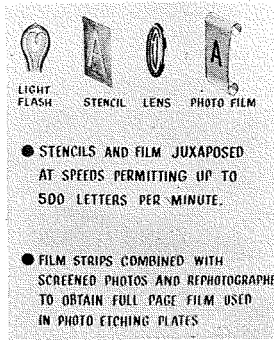 A
A
LIGHT FLASH STENCIL LENS PHOTO FILM
● STENCILS AND FILM JUXAPOSED
AT SPEEDS PERMITTING UP TO
500 LETTERS PER MINUTE.
● FILM STRIPS COMBINED WITH
SCREENED PHOTOS AND REPHOTOGRAPHE
TO OBTAIN FULL PAGE FILM USED
IN PHOTO ETCHING PLATES